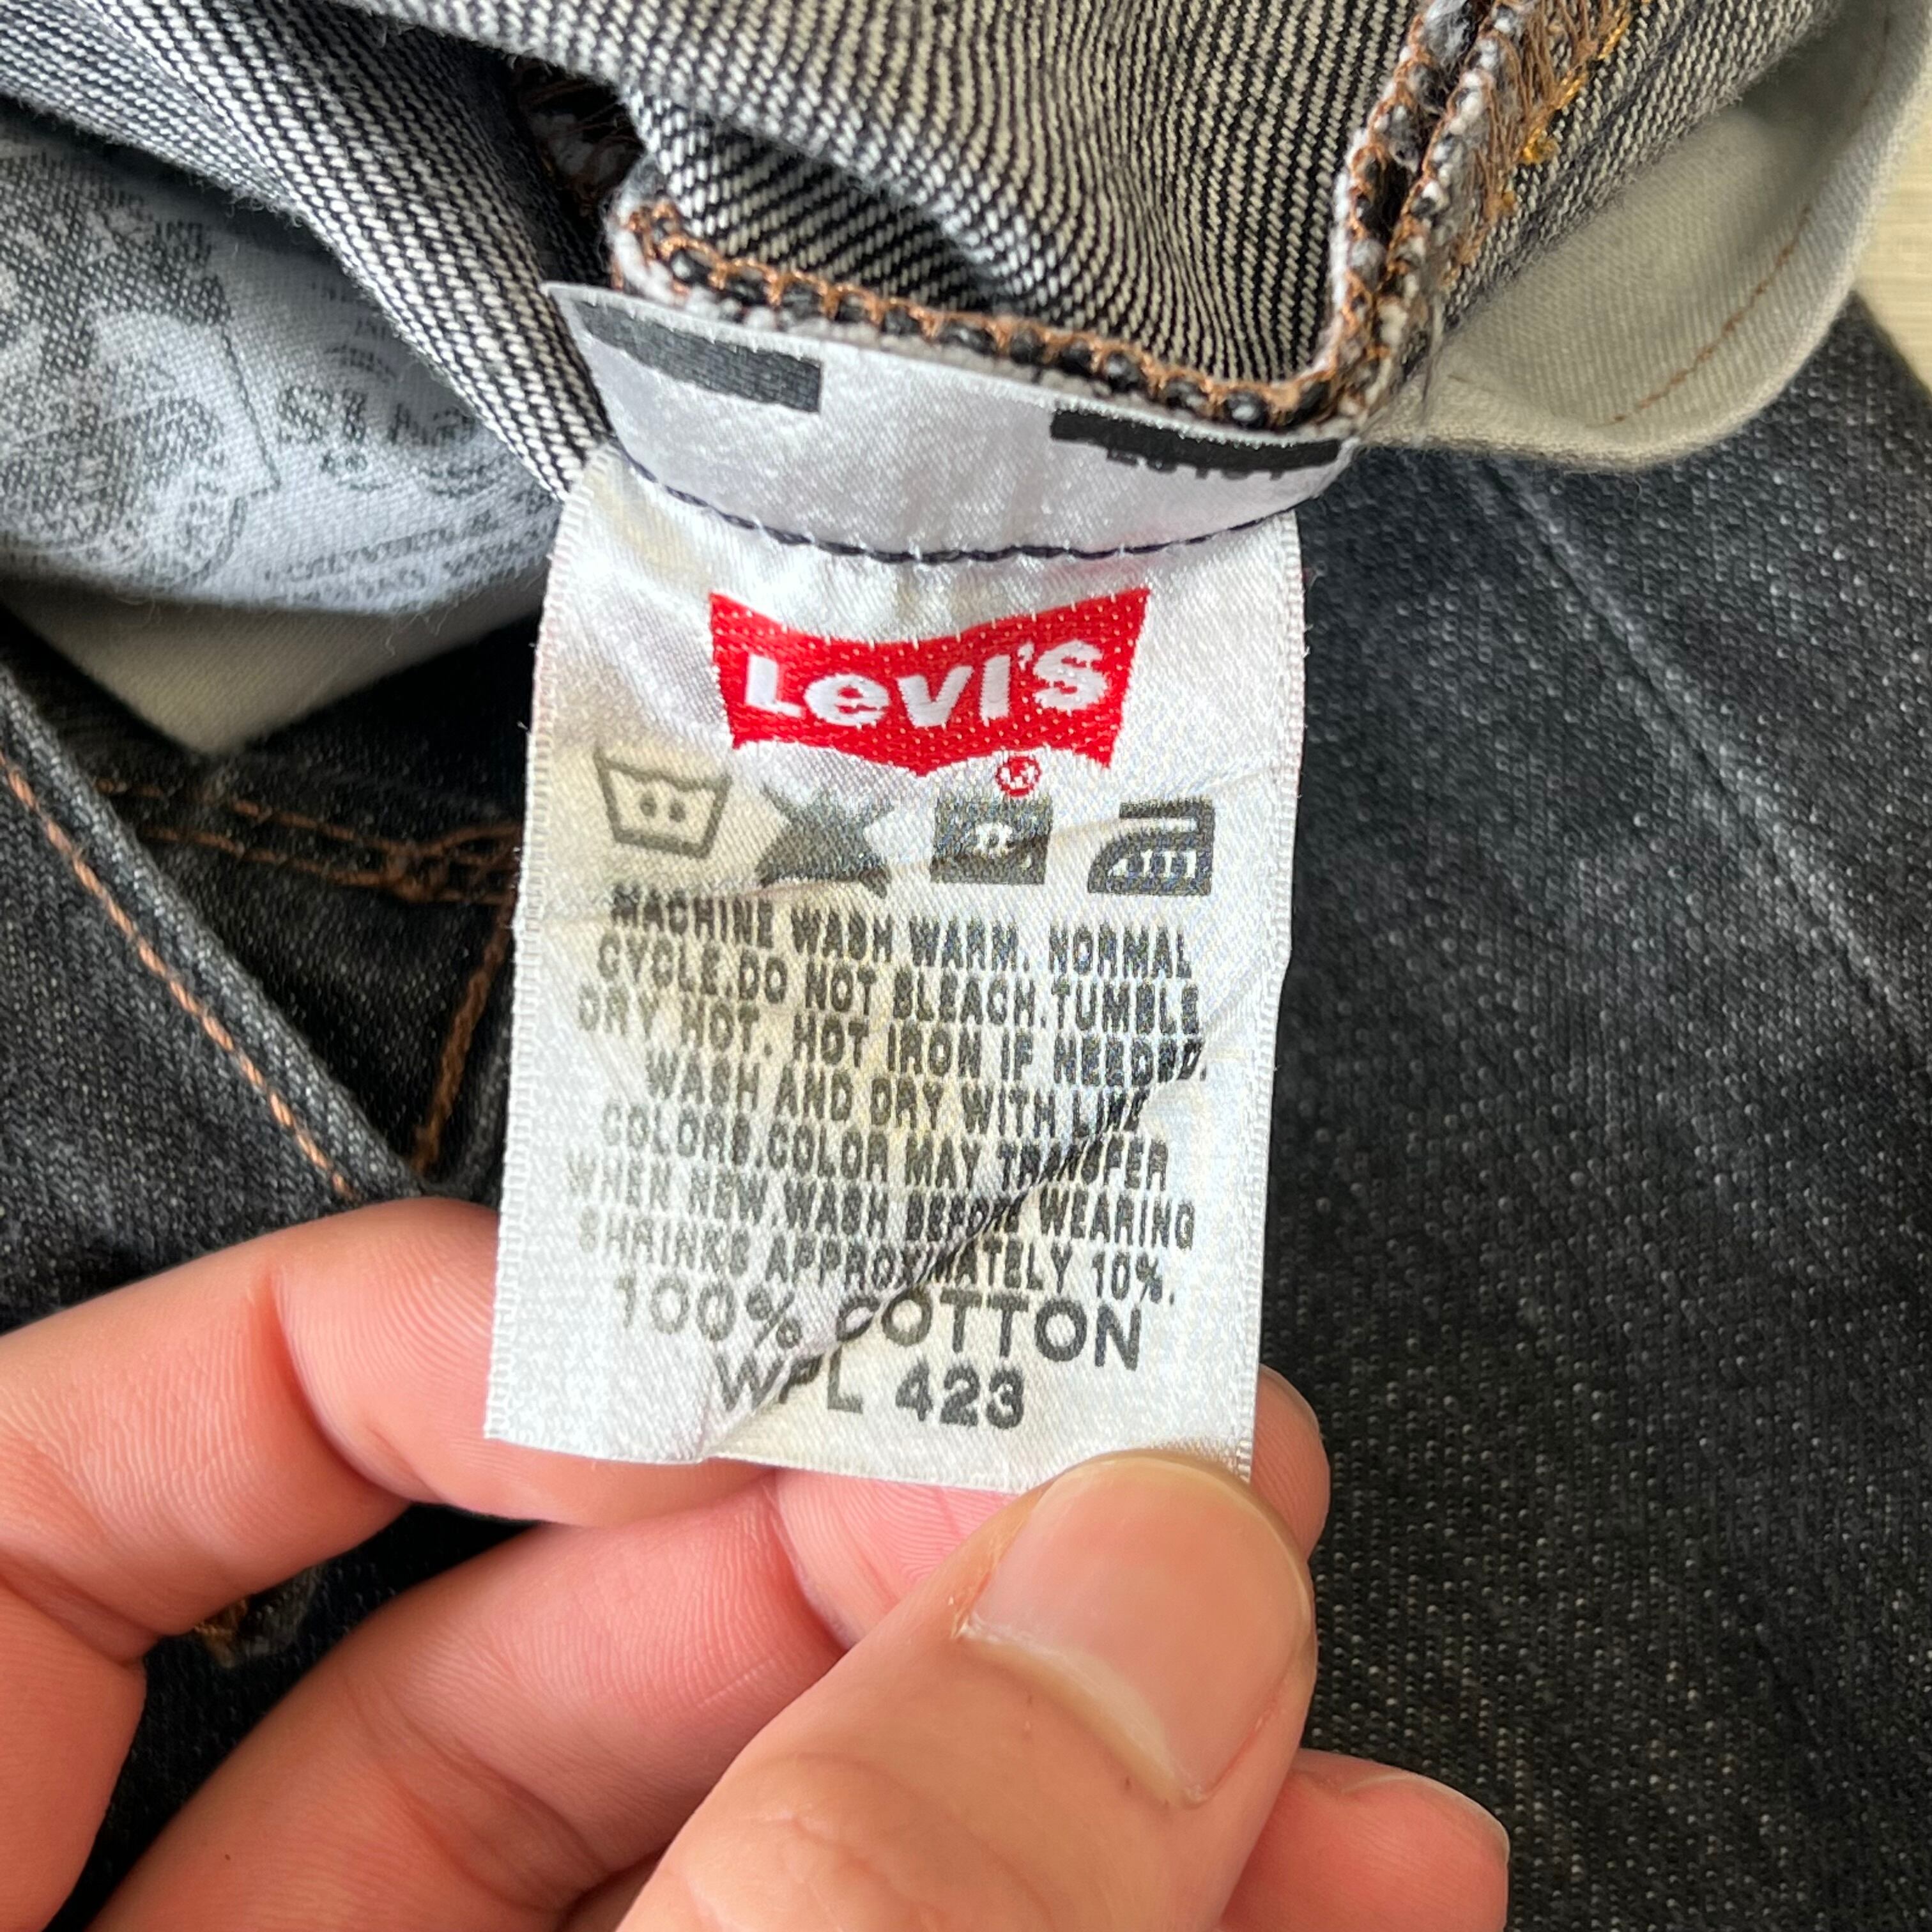 Levi's
MACHINE WASH WARM. NORMAL
CYCLE.DO NOT BLEACH.TUMBLE
DRY HOT. HOT IRON IF NEEDED.
WASH AND DRY WITH LIKE
COLORS.COLOR MAY TRANSFER
WHEN NEW.WASH BEFORE WEARING
SHRINKS APPROXIMATELY 10%.
100% COTTON
WPL 423